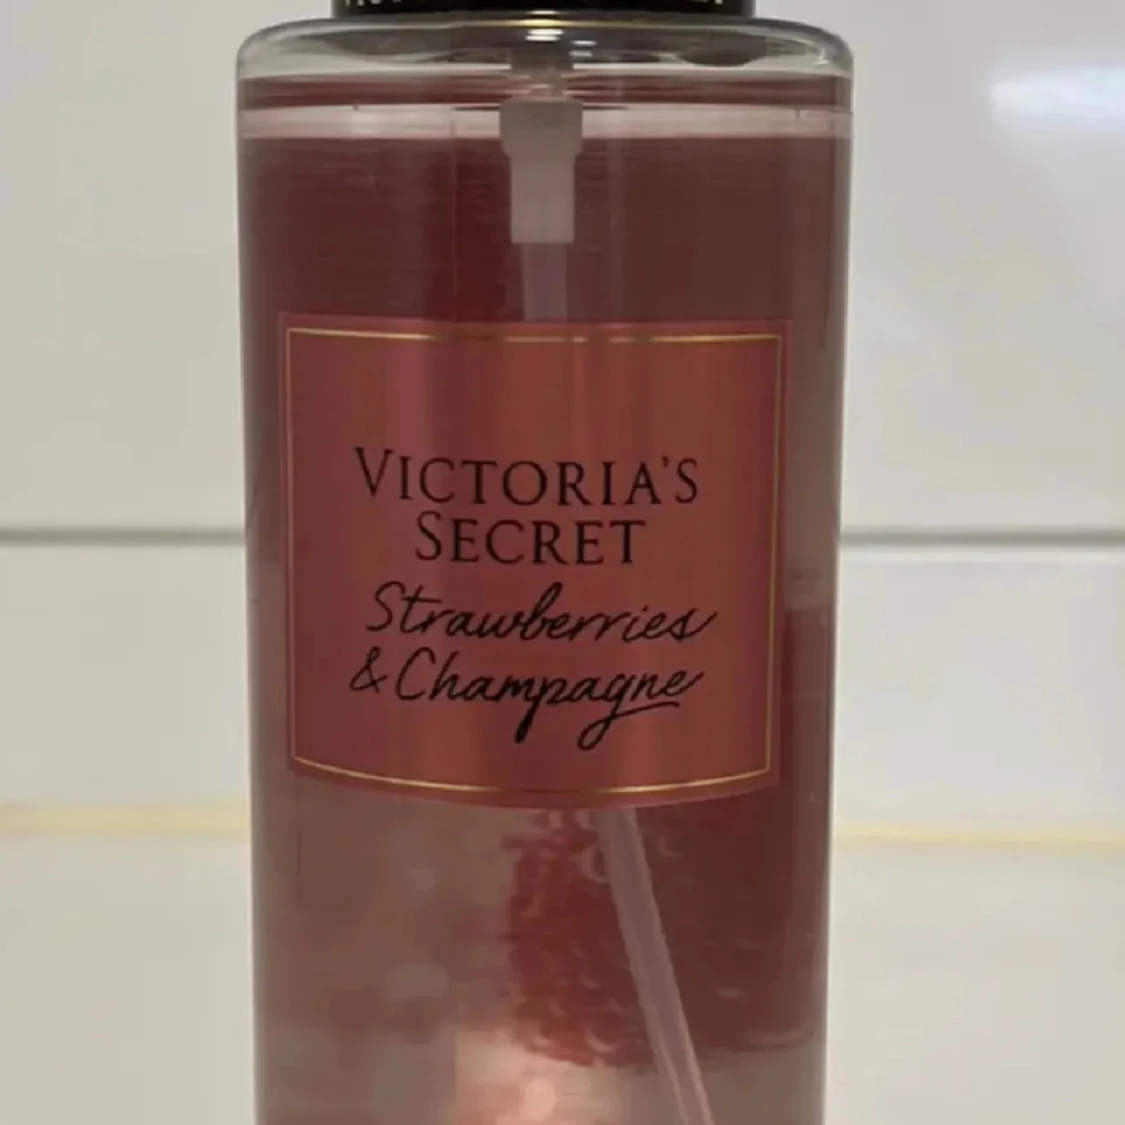 VICTORIA'S
SECRET
Strawberries
& Champagne